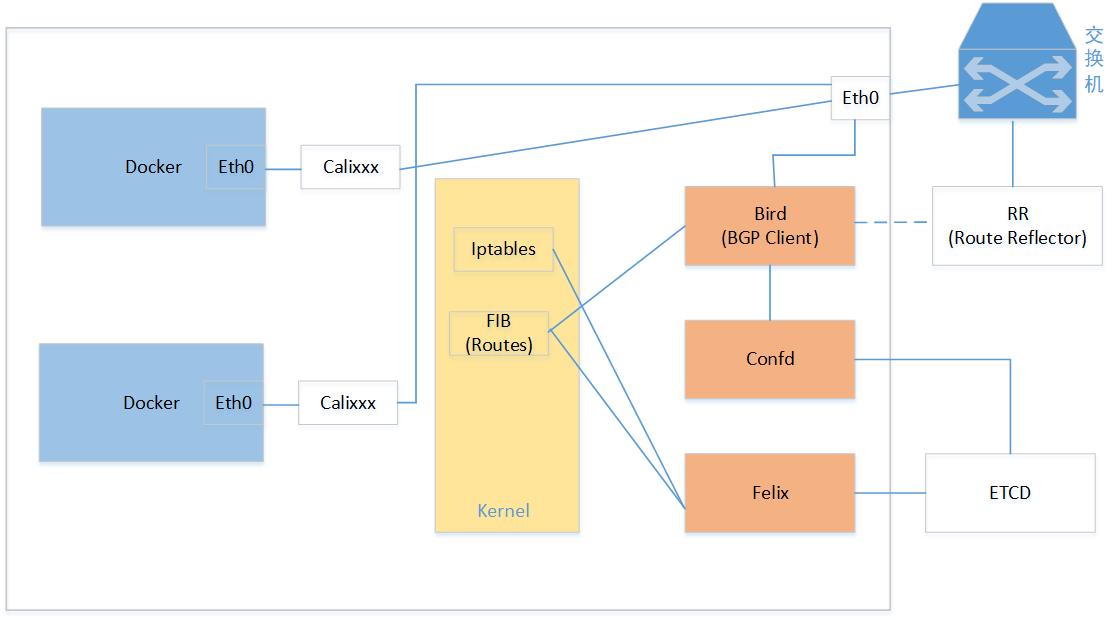 交
换
机
Eth0
Docker
Eth0
Calixxx
Bird
(BGP Client)
RR
(Route Reflector)
Iptables
FIB
(Routes)
Confd
Docker
Eth0
Calixxx
Felix
ETCD
Kernel